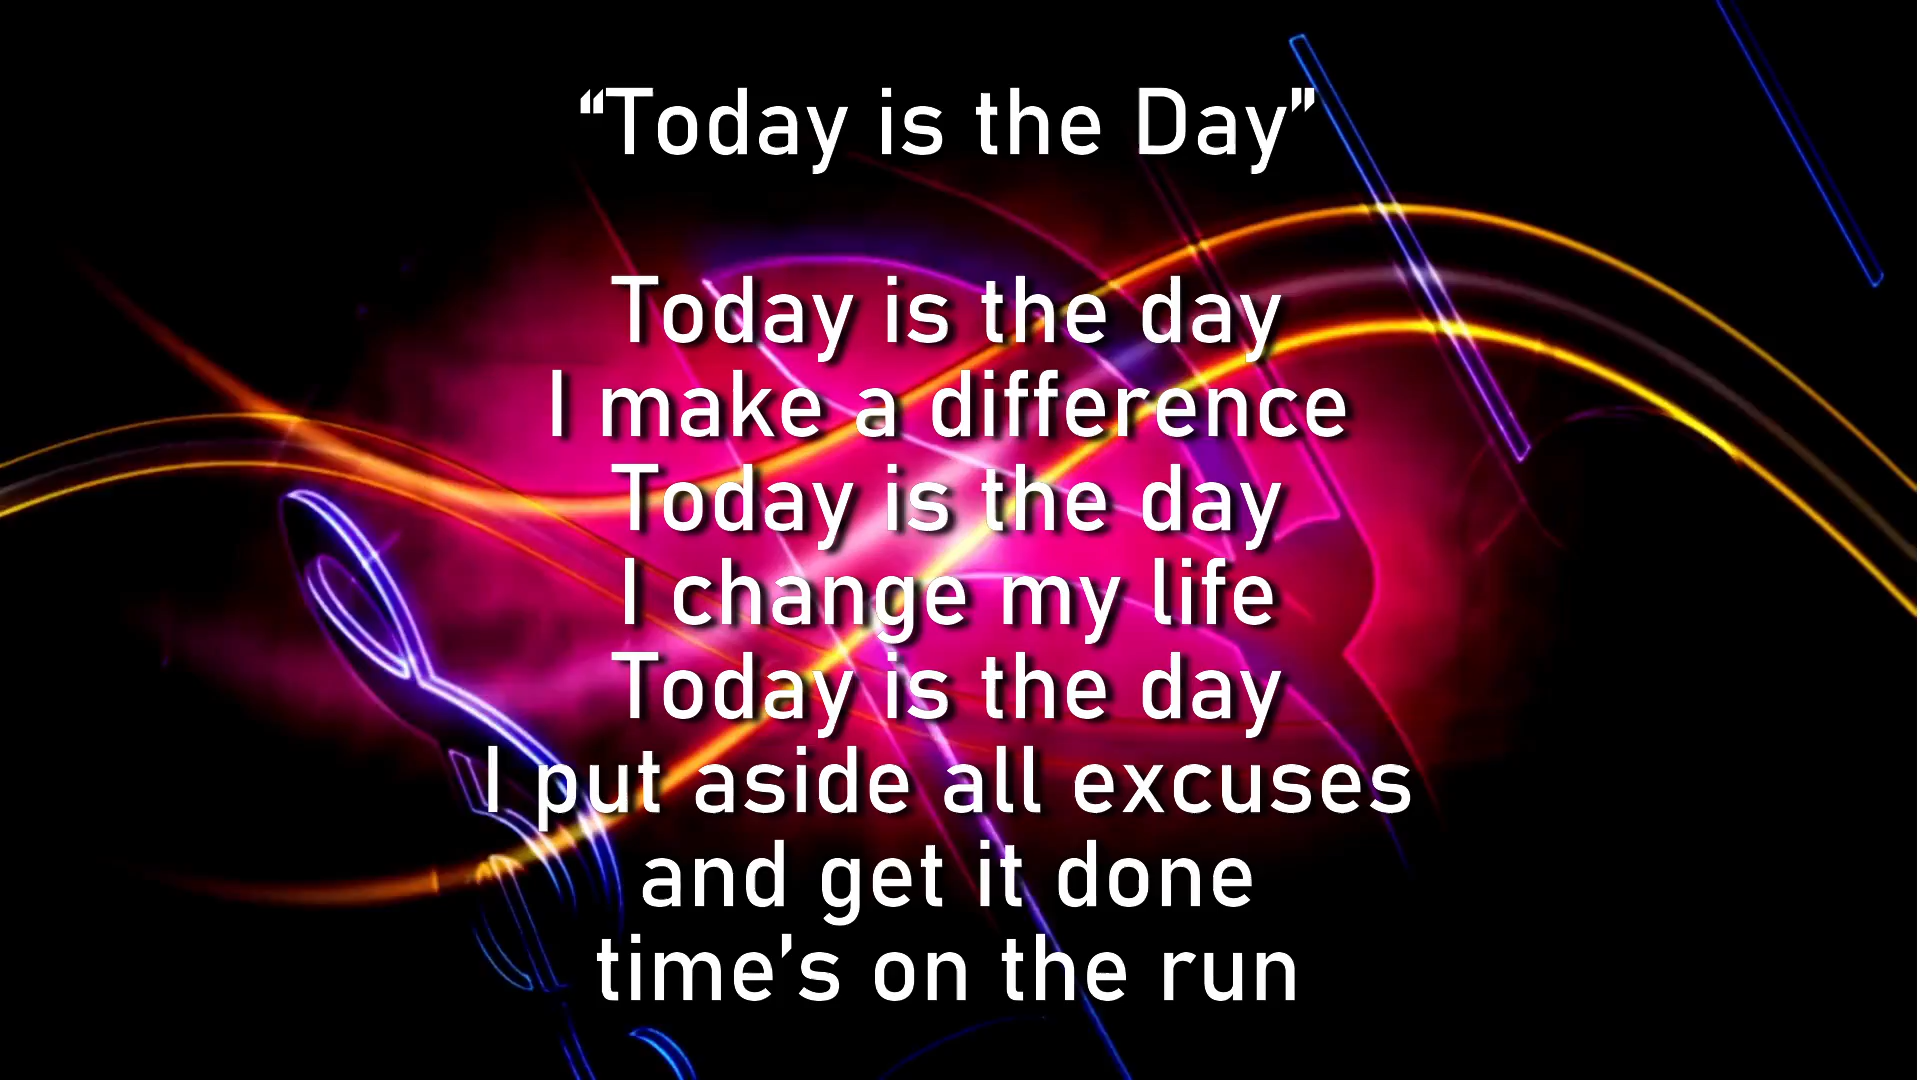 “Today is the Day”
Today is the day
I make a difference
Today is the day
I change my life
Today is the day
I put aside all excuses
and get it done
time’s on the run